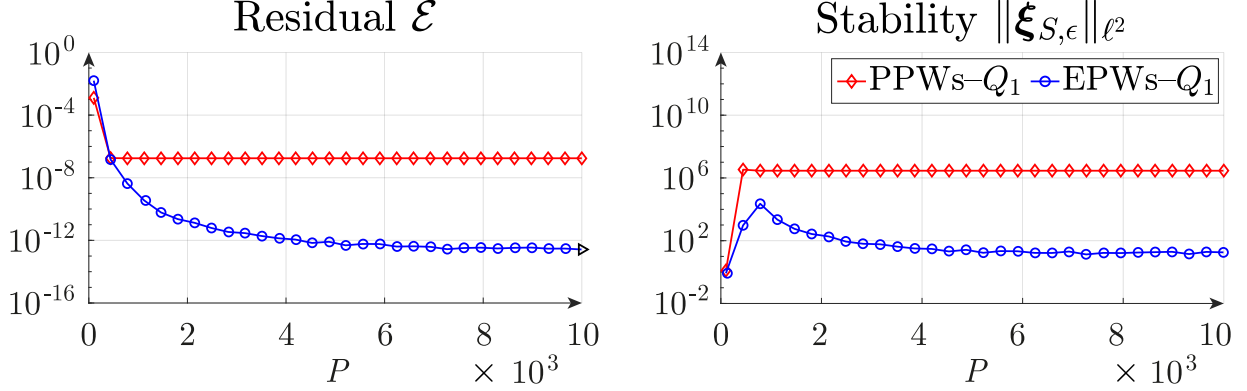 Residual ℰ
10^0
10^-4
10^-8
10^-12
10^-16
0 2 4 6 8 10
P × 10^3
Stability ‖ξ_{S,ϵ}‖_{ℓ^2}
10^14
10^10
10^6
10^2
10^-2
PPWs–Q_1 EPWs–Q_1
0 2 4 6 8 10
P × 10^3